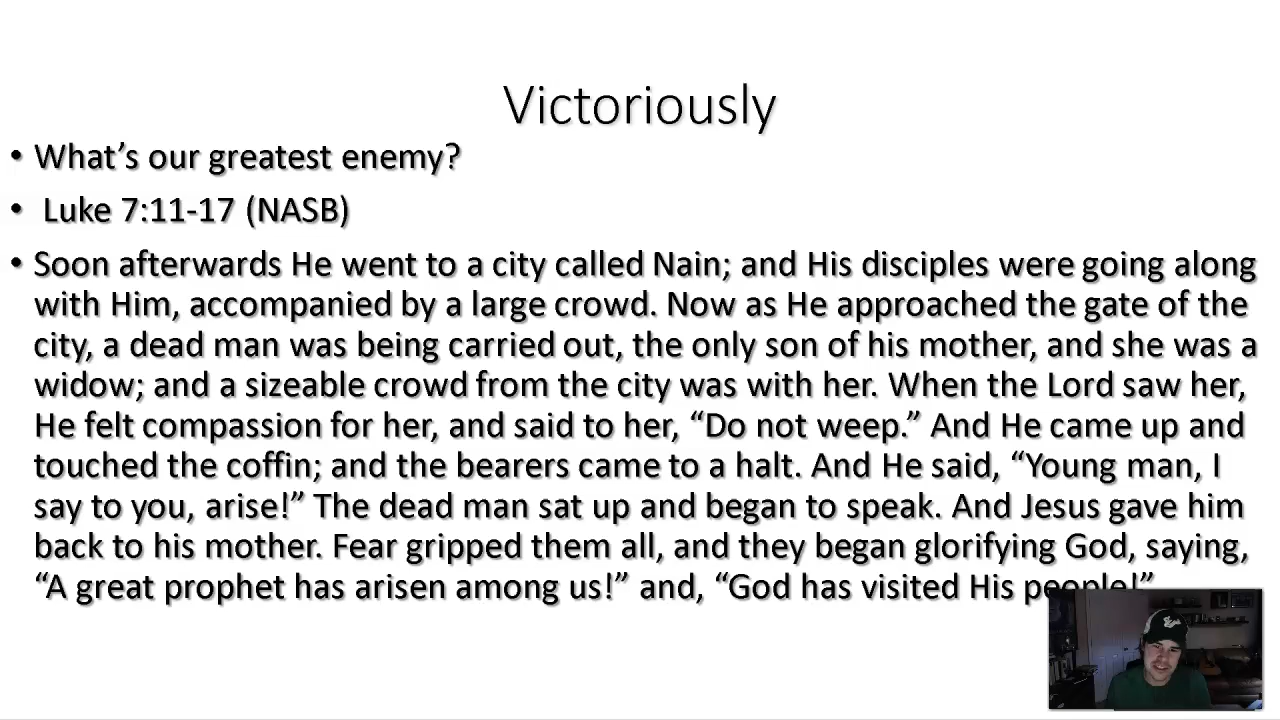 Victoriously
• What’s our greatest enemy?
• Luke 7:11-17 (NASB)
• Soon afterwards He went to a city called Nain; and His disciples were going along
with Him, accompanied by a large crowd. Now as He approached the gate of the
city, a dead man was being carried out, the only son of his mother, and she was a
widow; and a sizeable crowd from the city was with her. When the Lord saw her,
He felt compassion for her, and said to her, “Do not weep.” And He came up and
touched the coffin; and the bearers came to a halt. And He said, “Young man, I
say to you, arise!” The dead man sat up and began to speak. And Jesus gave him
back to his mother. Fear gripped them all, and they began glorifying God, saying,
“A great prophet has arisen among us!” and, “God has visited His people!”